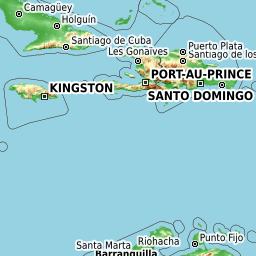 Camagüey
Holguín
Santiago de Cuba
Les Gonaïves
Puerto Plata
Santiago de los
PORT-AU-PRINCE
KINGSTON
SANTO DOMINGO
Santa Marta
Riohacha
Punto Fijo
Barranquilla